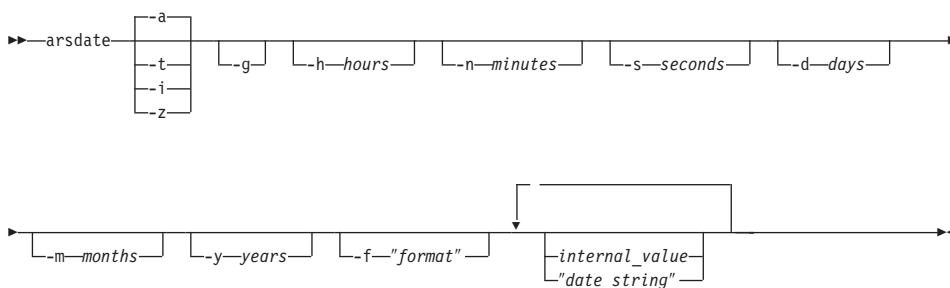 -a
arsdate
-t
-i
-z
-g
-h hours
-n minutes
-s seconds
-d days
-m months
-y years
-f "format"
internal_value
"date string"